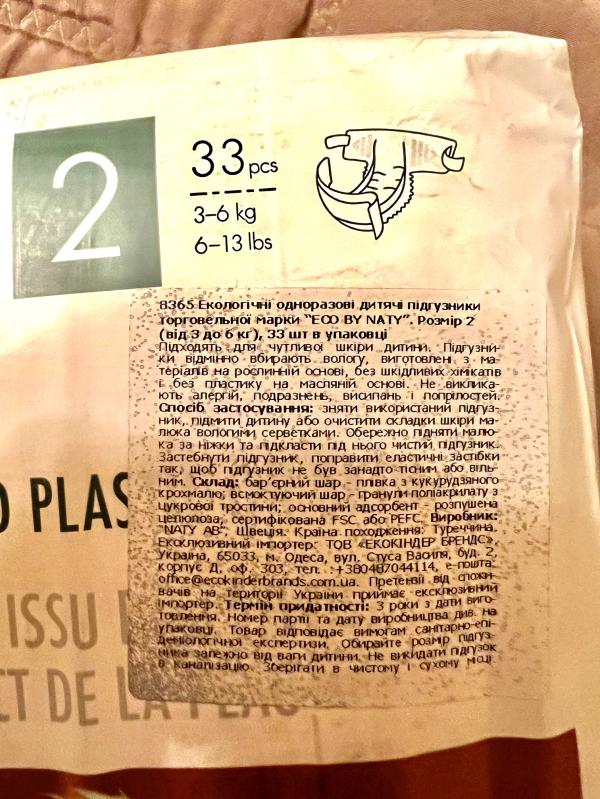 2
33 pcs
3–6 kg
6–13 lbs
8365 Екологічні одноразові дитячі підгузники
торговельної марки "ECO BY NATY". Розмір 2
(від 3 до 6 кг), 33 шт в упаковці
Підходять для чутливої шкіри дитини. Підгузни-
ки відмінно вбирають вологу, виготовлені з ма-
теріалів на рослинній основі, без шкідливих хімікатів
і без пластику на масляній основі. Не виклика-
ють алергій, подразнень, висипань і попрілостей.
Спосіб застосування: зняти використаний підгуз-
ник, підмити дитину або очистити складки шкіри ма-
люка вологими серветками. Обережно підняти малю-
ка за ніжки та підкласти під нього чистий підгузник.
Застебнути підгузник, поправити еластичні застібки
так, щоб підгузник не був занадто тісним або віль-
ним. Склад: бар'єрний шар - плівка з кукурудзяного
крохмалю; всмоктуючий шар - гранули поліакрилату з
цукрової тростини; основний адсорбент - розпушена
целюлоза, сертифікована FSC або PEFC. Виробник:
"NATY AB", Швеція. Країна походження: Туреччина.
Ексклюзивний імпортер: ТОВ «ЕКОКІНДЕР БРЕНДС»,
Україна, 65033, м. Одеса, вул. Стуса Василя, буд. 2,
корпус Д, оф. 303, тел. :+380487044114, e-пошта:
office@ecokinderbrands.com.ua. Претензії від спожи-
вачів на території України приймає ексклюзивний
імпортер. Термін придатності: 3 роки з дати виго-
товлення. Номер партії та дату виробництва див. на
упаковці. Товар відповідає вимогам санітарно-епі-
деміологічної експертизи. Обирайте розмір підгуз-
ника залежно від ваги дитини. Не викидати підгузок
в каналізацію. Зберігати в чистому і сухому місці
O PLAS
ISSU
CT DE LA PEAU